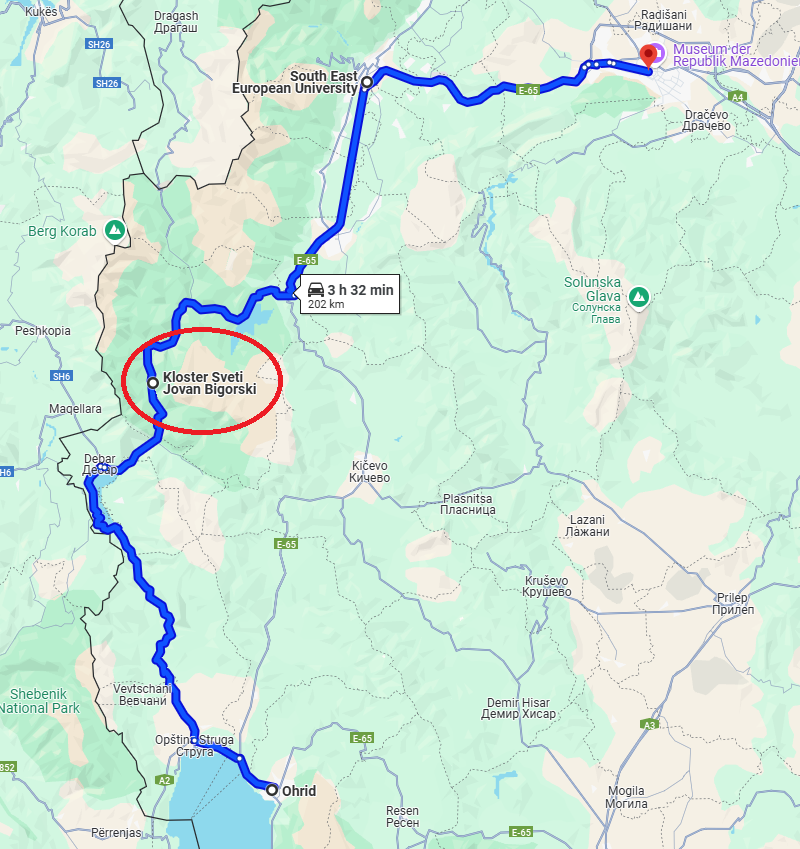 Kukës
Dragash
Драгаш
SH26
SH26
Radišani
Радишани
Museum der
Republik Mazedonien
South East
European University
E-65
A4
Dračevo
Драчево
Berg Korab
E-65
3 h 32 min
202 km
Solunska
Glava
Солунска
Глава
Peshkopia
SH6
Kloster Sveti
Jovan Bigorski
Maqellara
Debar
Дебар
H6
Kičevo
Кичево
Plasnitsa
Пласница
Lazani
Лажани
E-65
Kruševo
Крушево
Prilep
Прилеп
Shebenik
National Park
Vevtschani
Вевчани
Demir Hisar
Демир Хисар
Opština Struga
Струга
E-65
A3
852
A2
Ohrid
Mogila
Могила
Resen
Ресен
Përrenjas
E-65